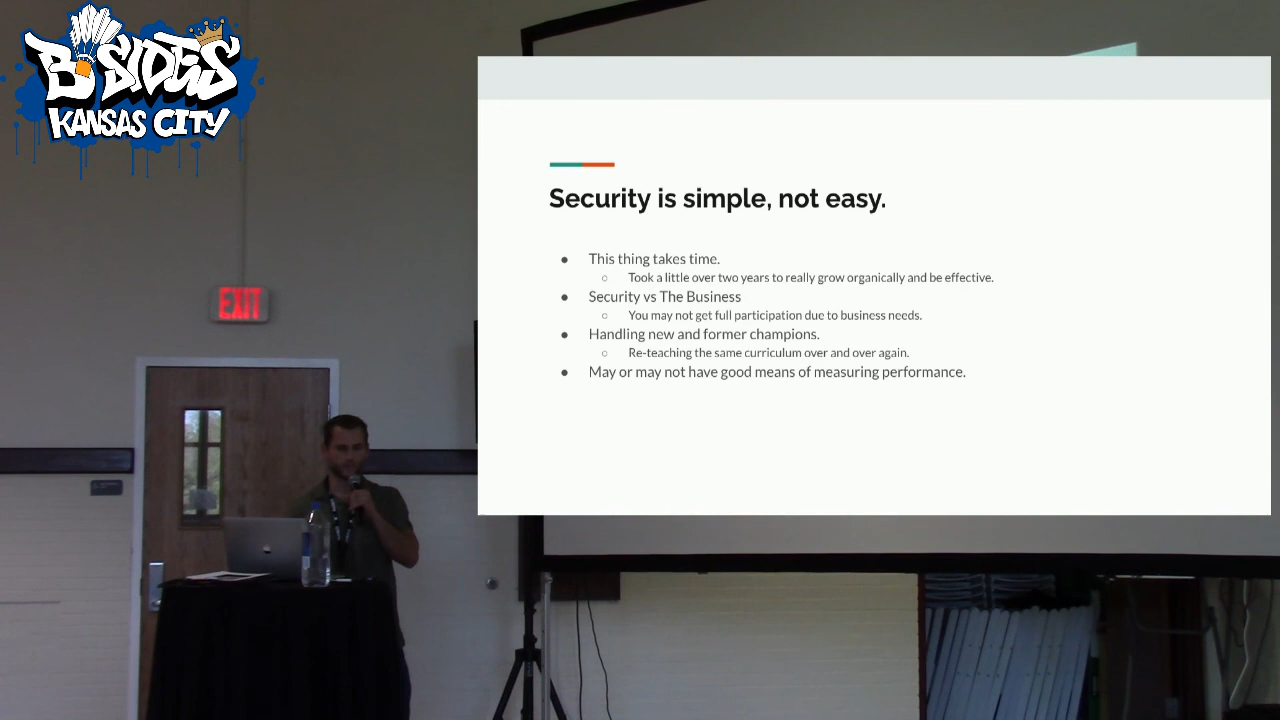 B·SIDES
KANSAS CITY
Security is simple, not easy.
● This thing takes time.
○ Took a little over two years to really grow organically and be effective.
● Security vs The Business
○ You may not get full participation due to business needs.
● Handling new and former champions.
○ Re-teaching the same curriculum over and over again.
● May or may not have good means of measuring performance.
EXIT